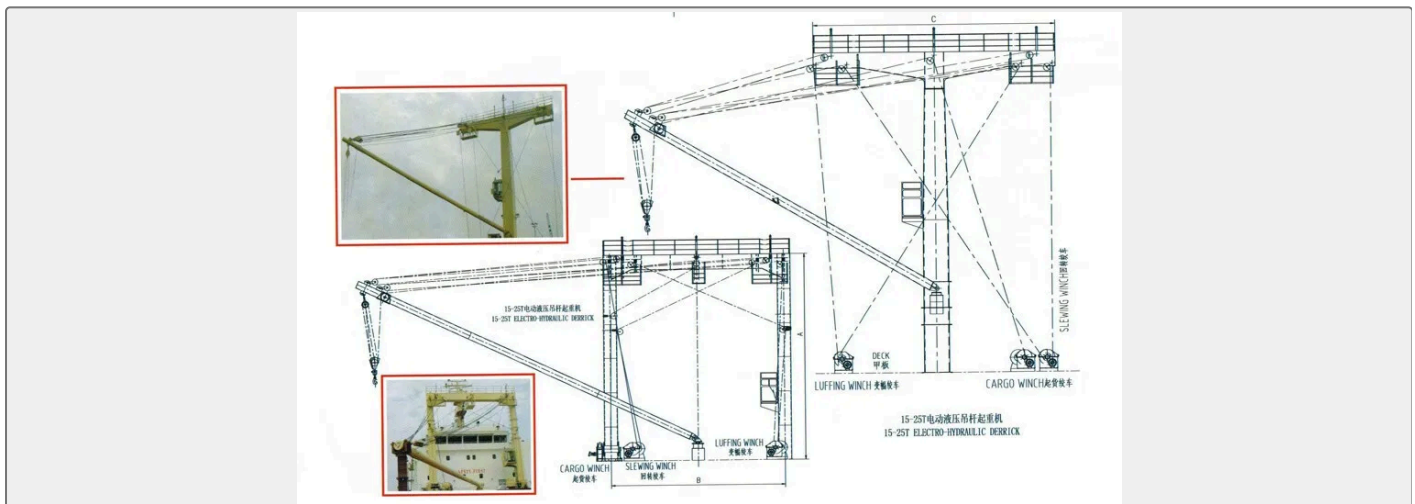 C
15-25T电动液压吊杆起重机
15-25T ELECTRO-HYDRAULIC DERRICK
A
SLEWING WINCH回转绞车
DECK
甲板
LUFFING WINCH 变幅绞车
CARGO WINCH起货绞车
15-25T电动液压吊杆起重机
15-25T ELECTRO-HYDRAULIC DERRICK
LUFFING WINCH
变幅绞车
CARGO WINCH
起货绞车
SLEWING WINCH
回转绞车
B